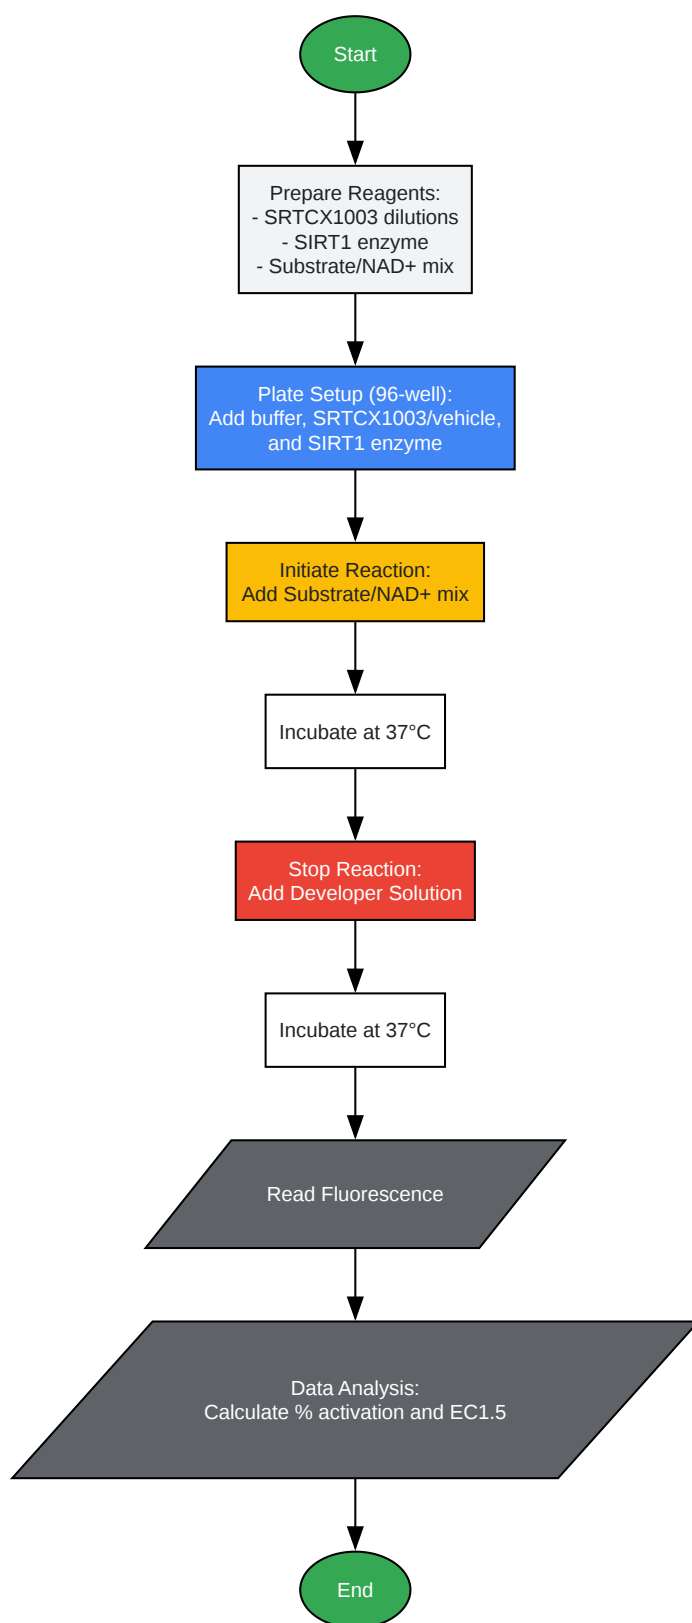 Start
Prepare Reagents:
- SRTCX1003 dilutions
- SIRT1 enzyme
- Substrate/NAD+ mix
Plate Setup (96-well):
Add buffer, SRTCX1003/vehicle,
and SIRT1 enzyme
Initiate Reaction:
Add Substrate/NAD+ mix
Incubate at 37°C
Stop Reaction:
Add Developer Solution
Incubate at 37°C
Read Fluorescence
Data Analysis:
Calculate % activation and EC1.5
End